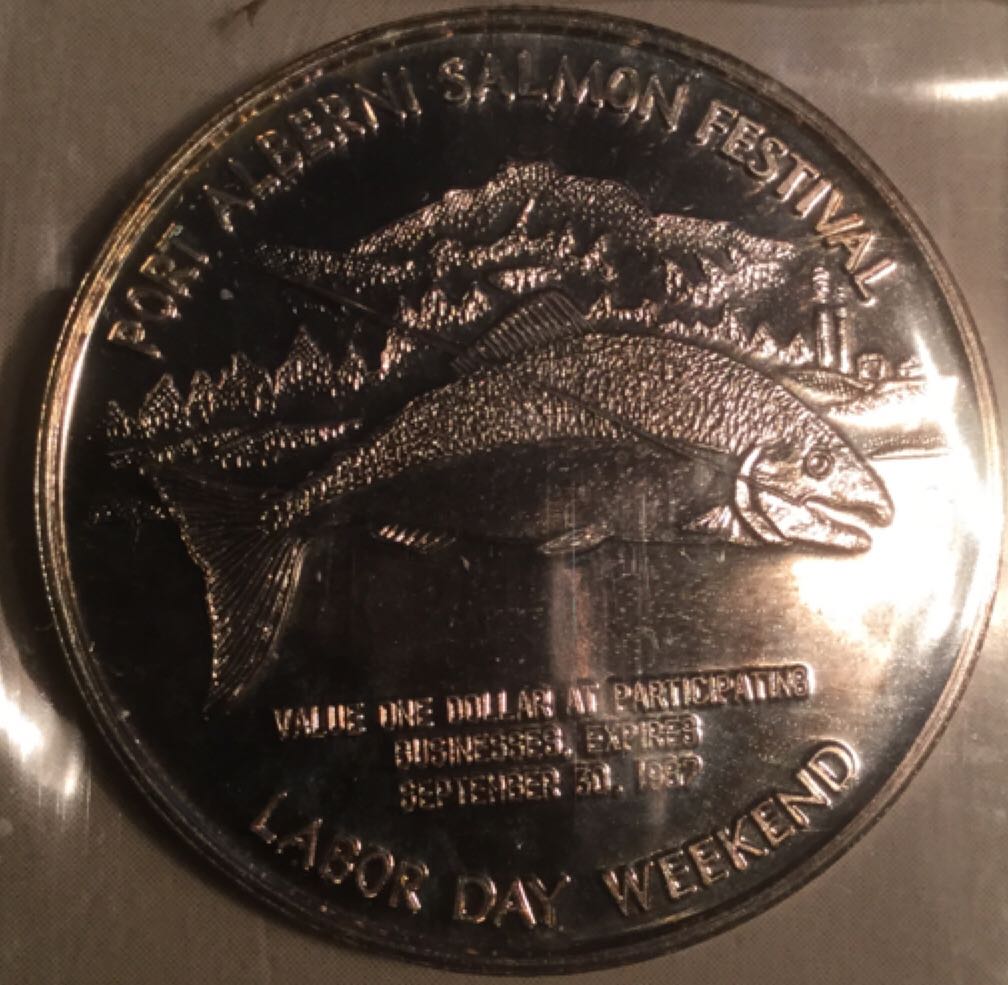 PORT ALBERNI SALMON FESTIVAL
VALUE ONE DOLLAR AT PARTICIPATING
BUSINESSES, EXPIRES
SEPTEMBER 30, 1987
LABOR DAY WEEKEND